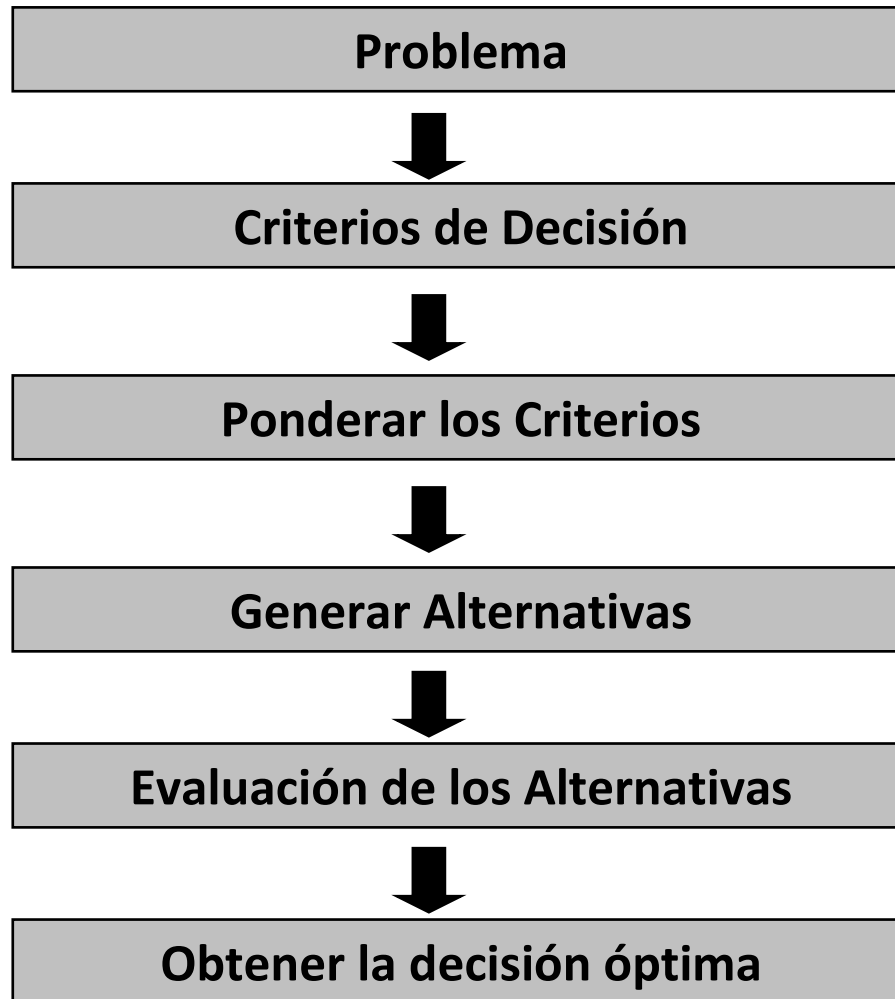 Problema
Criterios de Decisión
Ponderar los Criterios
Generar Alternativas
Evaluación de los Alternativas
Obtener la decisión óptima